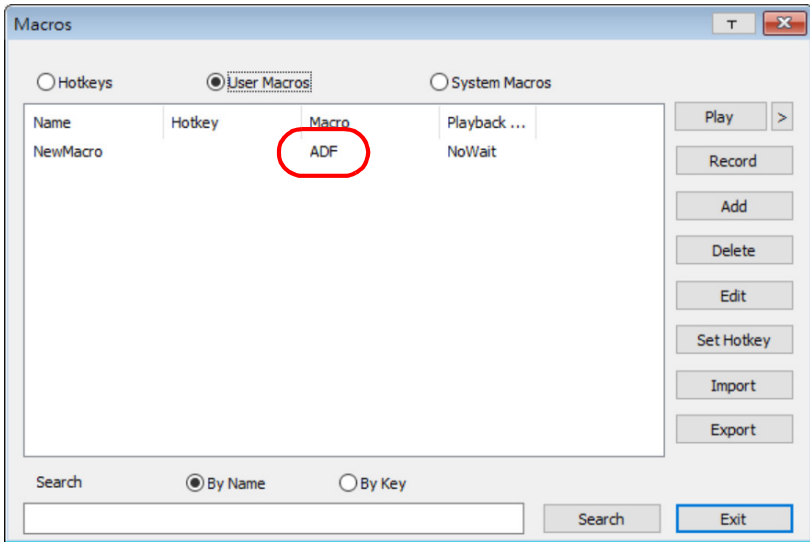 Macros T
Hotkeys User Macros System Macros
Name Hotkey Macro Playback ... Play >
NewMacro ADF NoWait
Record
Add
Delete
Edit
Set Hotkey
Import
Export
Search By Name By Key
Search Exit